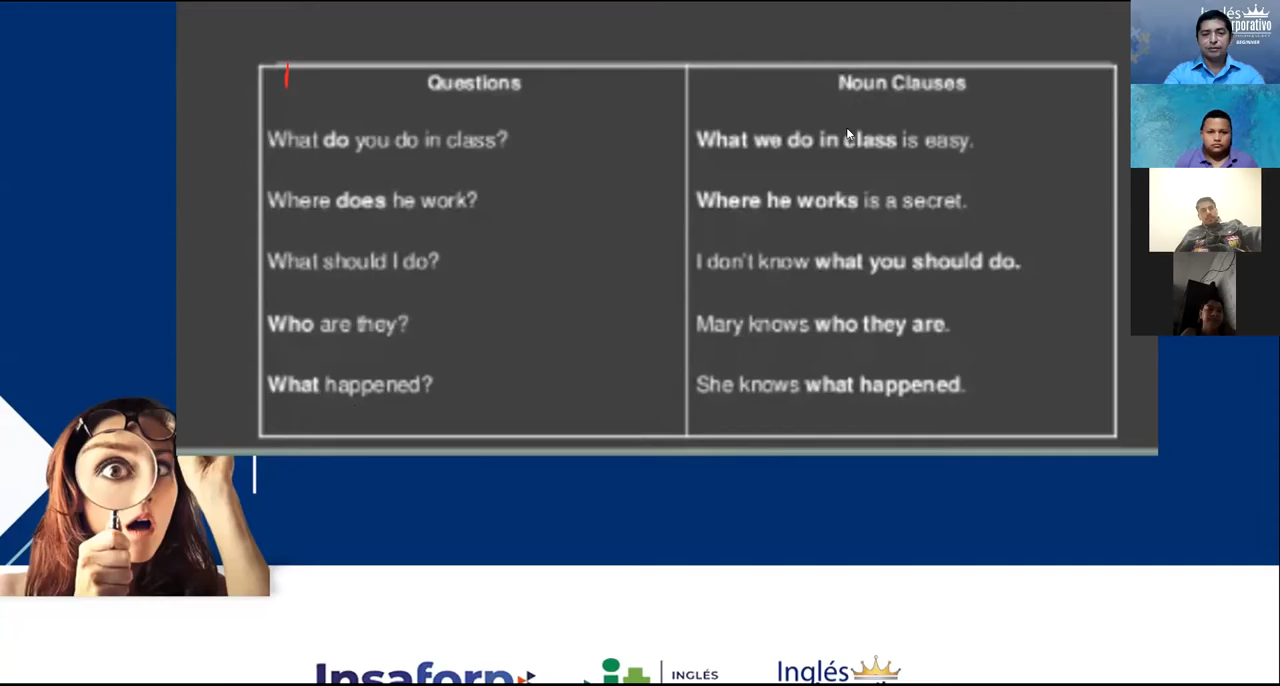 Questions
Noun Clauses
What do you do in class?
What we do in class is easy.
Where does he work?
Where he works is a secret.
What should I do?
I don't know what you should do.
Who are they?
Mary knows who they are.
What happened?
She knows what happened.
Inglés
BEGINNER
Insaforp
INGLÉS
Inglés